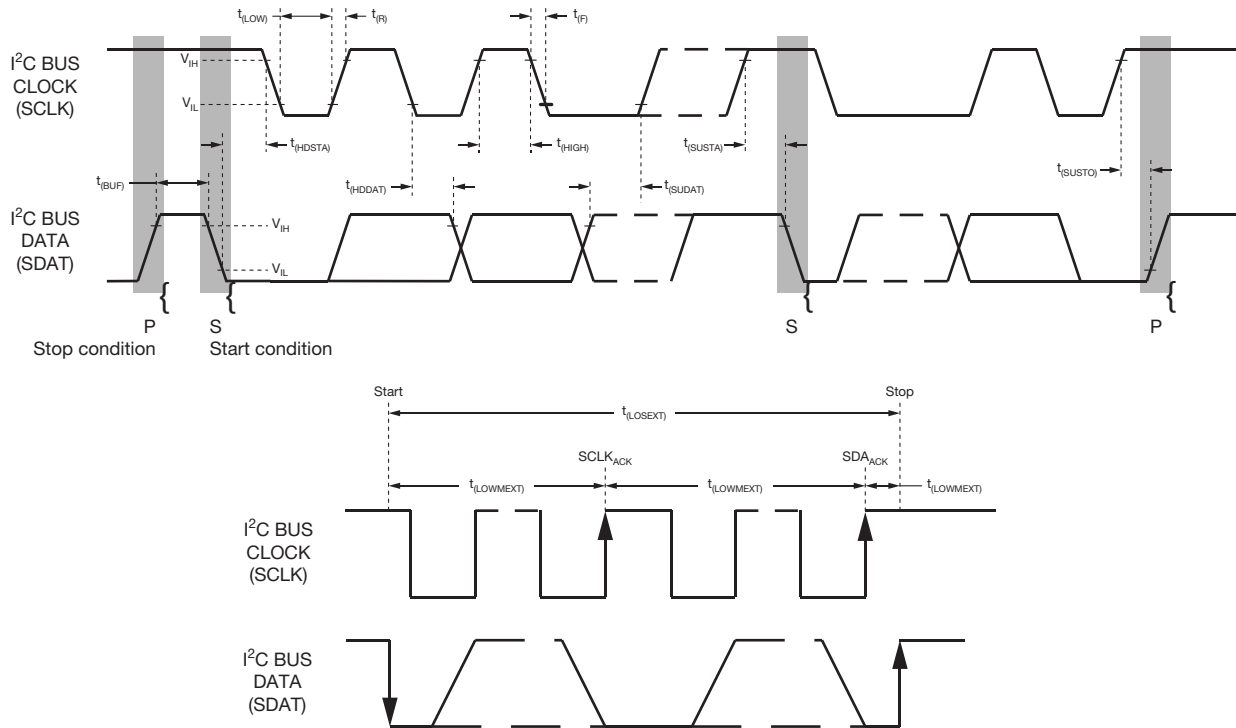 t(LOW) t(R) t(F)
I²C BUS
CLOCK
(SCLK)
VIH
VIL
t(HDSTA) t(HIGH) t(SUSTA) t(SUSTO)
t(BUF) t(HDDAT) t(SUDAT)
I²C BUS
DATA
(SDAT)
VIH
VIL
{ { { {
P S S P
Stop condition Start condition
Start Stop
t(LOSEXT)
SCLKACK SDAACK
t(LOWMEXT) t(LOWMEXT) t(LOWMEXT)
I²C BUS
CLOCK
(SCLK)
I²C BUS
DATA
(SDAT)